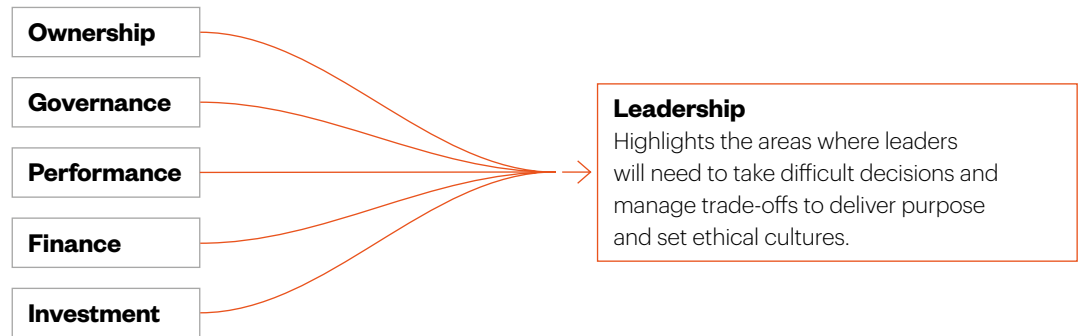 Ownership
Governance
Performance
Finance
Investment
Leadership
Highlights the areas where leaders
will need to take difficult decisions and
manage trade-offs to deliver purpose
and set ethical cultures.